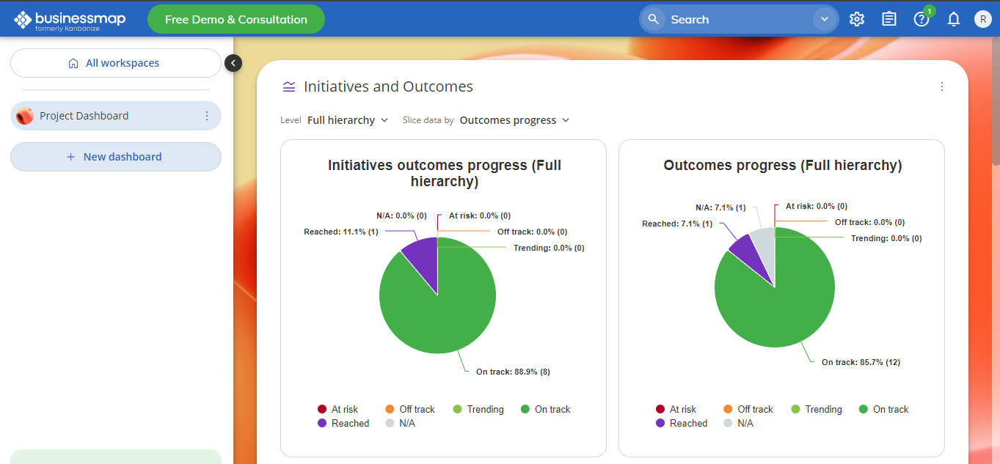 businessmap
formerly Kanbanize
Free Demo & Consultation
Search
1
R
All workspaces
Project Dashboard
New dashboard
Initiatives and Outcomes
Level Full hierarchy Slice data by Outcomes progress
Initiatives outcomes progress (Full
hierarchy)
N/A: 0.0% (0)
At risk: 0.0% (0)
Reached: 11.1% (1)
Off track: 0.0% (0)
Trending: 0.0% (0)
On track: 88.9% (8)
At risk Off track Trending On track
Reached N/A
Outcomes progress (Full hierarchy)
N/A: 7.1% (1)
At risk: 0.0% (0)
Reached: 7.1% (1)
Off track: 0.0% (0)
Trending: 0.0% (0)
On track: 85.7% (12)
At risk Off track Trending On track
Reached N/A